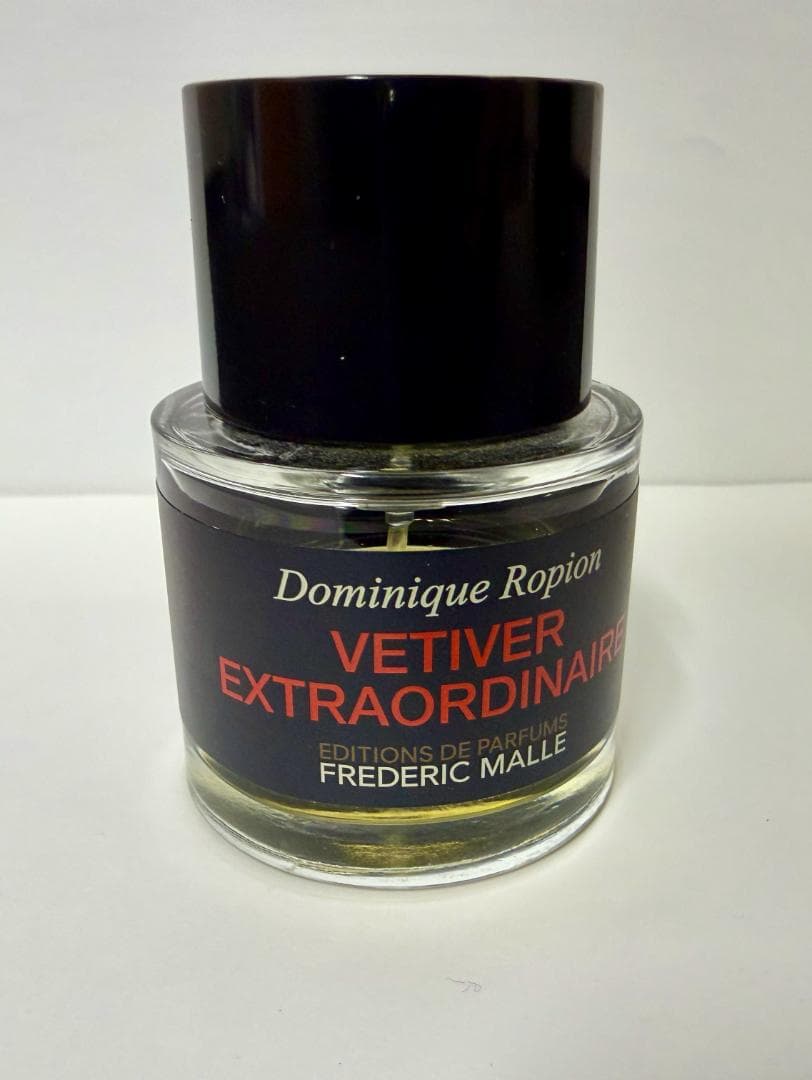 Dominique Ropion
VETIVER
EXTRAORDINAIRE
EDITIONS DE PARFUMS
FREDERIC MALLE